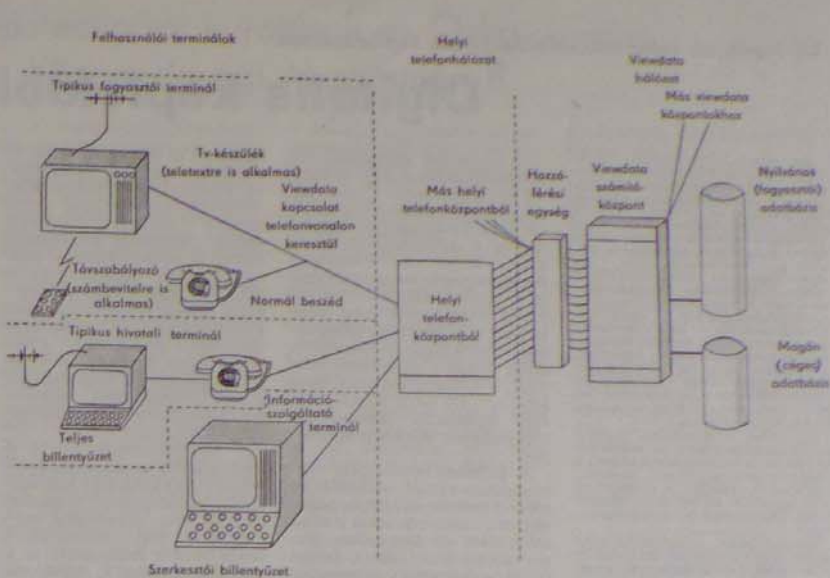 Felhasználói terminálok
Helyi
telefonhálózat
Viewdata
hálózat
Más viewdata
központokhoz
Tipikus fogyasztói terminál
Tv-készülék
(teletextre is alkalmas)
Viewdata
kapcsolat
telefonvonalon
keresztül
Más helyi
telefonközpontból
Hozzá-
férési
egység
Viewdata
számító-
központ
Nyilvános
(fogyasztói)
adatbázis
Távszabályozó
(számbevitelre is
alkalmas)
Normál beszéd
Helyi
telefon-
központból
Tipikus hivatali terminál
Magán
(céges)
adatbázis
Információ-
szolgáltató
terminál
Teljes
billentyűzet
Szerkesztői billentyűzet